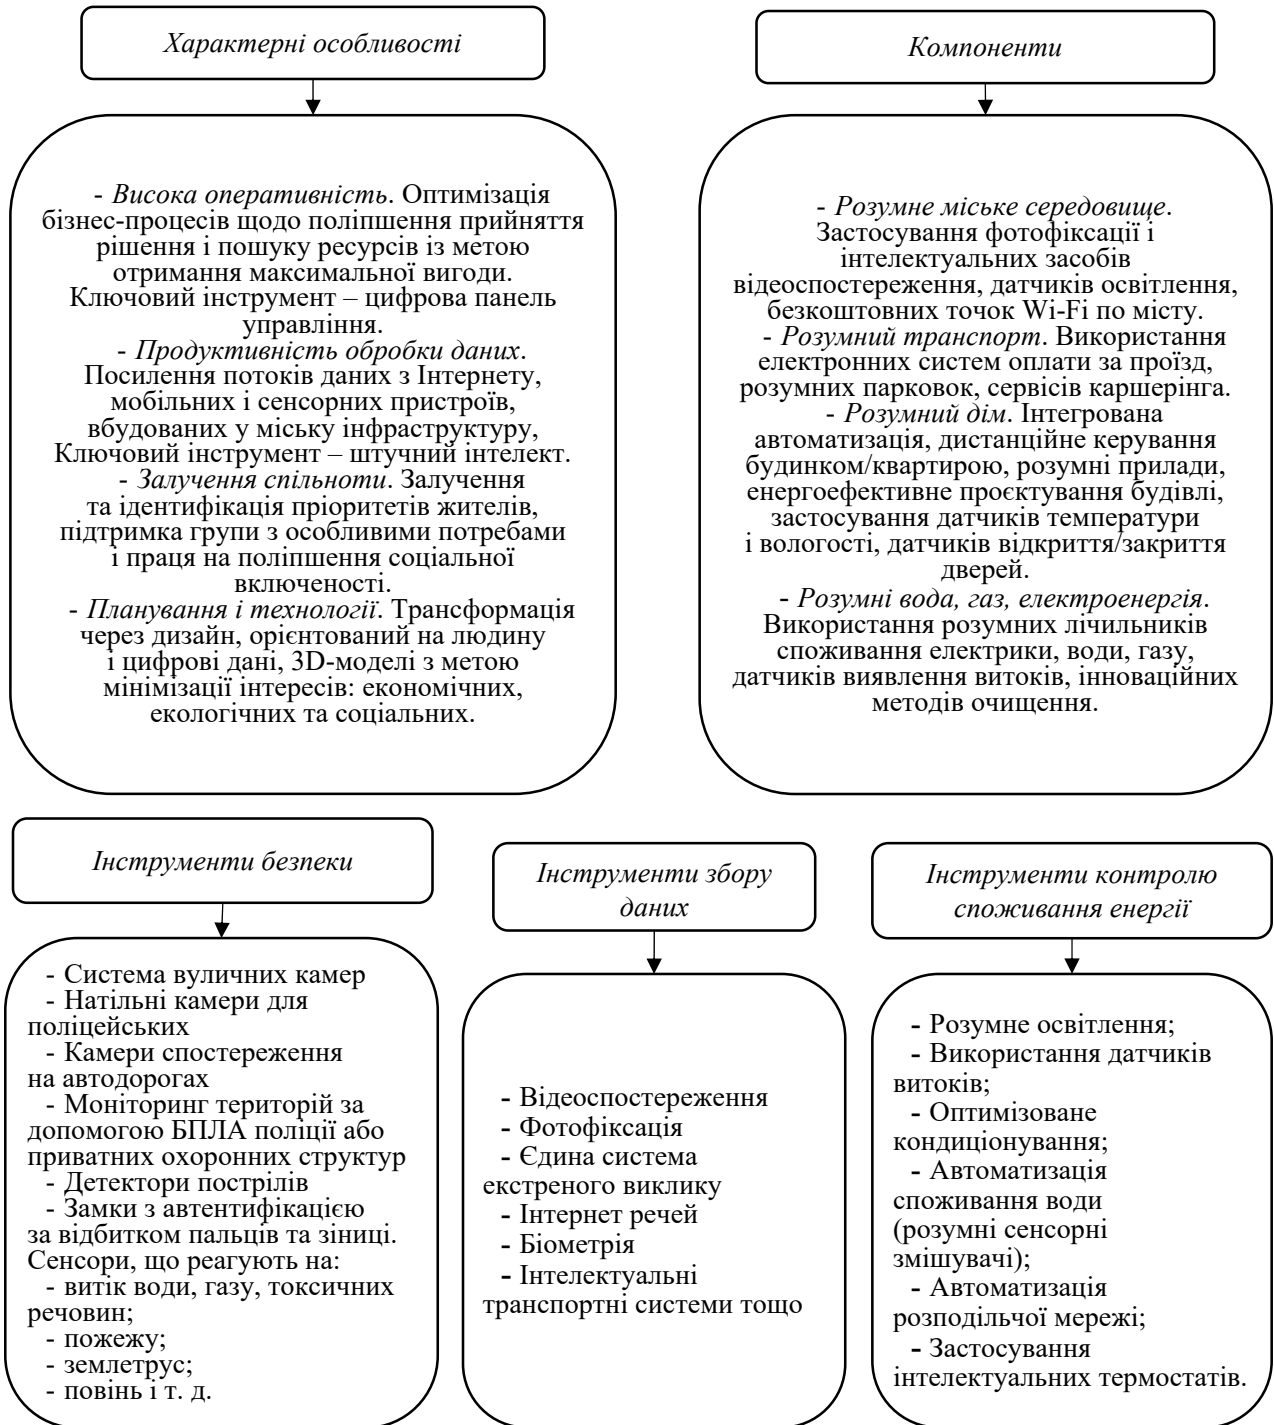 Характерні особливості
- Висока оперативність. Оптимізація
бізнес-процесів щодо поліпшення прийняття
рішення і пошуку ресурсів із метою
отримання максимальної вигоди.
Ключовий інструмент – цифрова панель
управління.
- Продуктивність обробки даних.
Посилення потоків даних з Інтернету,
мобільних і сенсорних пристроїв,
вбудованих у міську інфраструктуру,
Ключовий інструмент – штучний інтелект.
- Залучення спільноти. Залучення
та ідентифікація пріоритетів жителів,
підтримка групи з особливими потребами
і праця на поліпшення соціальної
включеності.
- Планування і технології. Трансформація
через дизайн, орієнтований на людину
і цифрові дані, 3D-моделі з метою
мінімізації інтересів: економічних,
екологічних та соціальних.
Компоненти
- Розумне міське середовище.
Застосування фотофіксації і
інтелектуальних засобів
відеоспостереження, датчиків освітлення,
безкоштовних точок Wi-Fi по місту.
- Розумний транспорт. Використання
електронних систем оплати за проїзд,
розумних парковок, сервісів каршерінга.
- Розумний дім. Інтегрована
автоматизація, дистанційне керування
будинком/квартирою, розумні прилади,
енергоефективне проєктування будівлі,
застосування датчиків температури
і вологості, датчиків відкриття/закриття
дверей.
- Розумні вода, газ, електроенергія.
Використання розумних лічильників
споживання електрики, води, газу,
датчиків виявлення витоків, інноваційних
методів очищення.
Інструменти безпеки
- Система вуличних камер
- Натільні камери для
поліцейських
- Камери спостереження
на автодорогах
- Моніторинг територій за
допомогою БПЛА поліції або
приватних охоронних структур
- Детектори пострілів
- Замки з автентифікацією
за відбитком пальців та зіниці.
Сенсори, що реагують на:
- витік води, газу, токсичних
речовин;
- пожежу;
- землетрус;
- повінь і т. д.
Інструменти збору
даних
- Відеоспостереження
- Фотофіксація
- Єдина система
екстреного виклику
- Інтернет речей
- Біометрія
- Інтелектуальні
транспортні системи тощо
Інструменти контролю
споживання енергії
- Розумне освітлення;
- Використання датчиків
витоків;
- Оптимізоване
кондиціонування;
- Автоматизація
споживання води
(розумні сенсорні
змішувачі);
- Автоматизація
розподільчої мережі;
- Застосування
інтелектуальних термостатів.